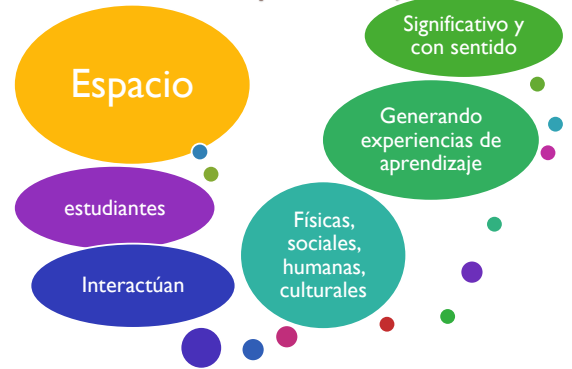 Espacio
estudiantes
Interactúan
Físicas,
sociales,
humanas,
culturales
Generando
experiencias de
aprendizaje
Significativo y
con sentido